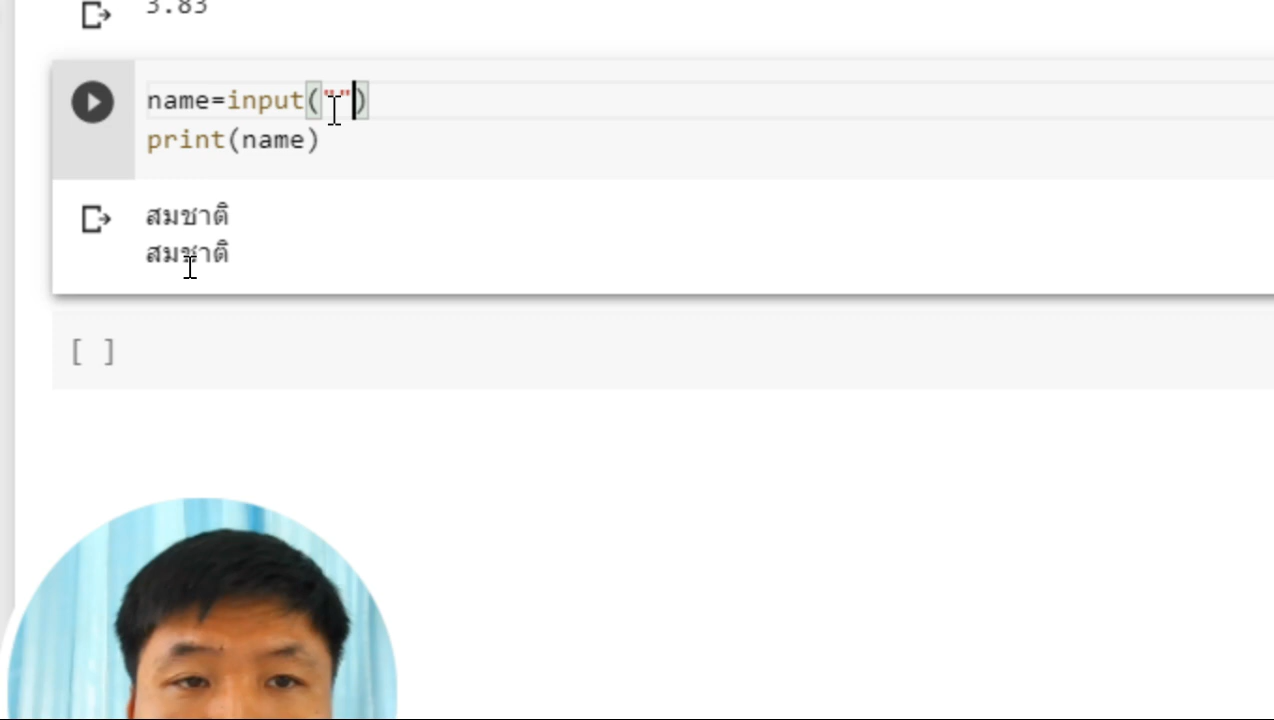 3.83
name=input("")
print(name)
สมชาติ
สมชาติ
[ ]